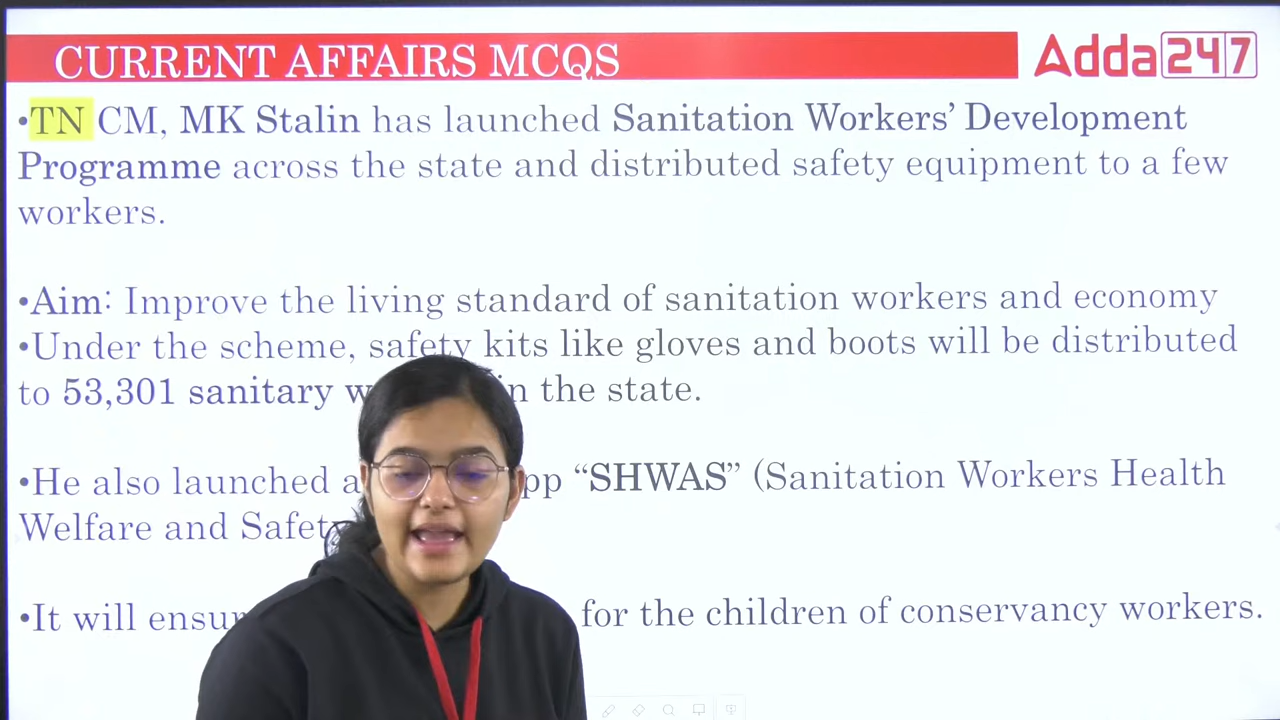 CURRENT AFFAIRS MCQS
Adda247
•TN CM, MK Stalin has launched Sanitation Workers’ Development
Programme across the state and distributed safety equipment to a few
workers.
•Aim: Improve the living standard of sanitation workers and economy
•Under the scheme, safety kits like gloves and boots will be distributed
to 53,301 sanitary in the state.
•He also launched “SHWAS” (Sanitation Workers Health
Welfare and Safety
•It will for the children of conservancy workers.